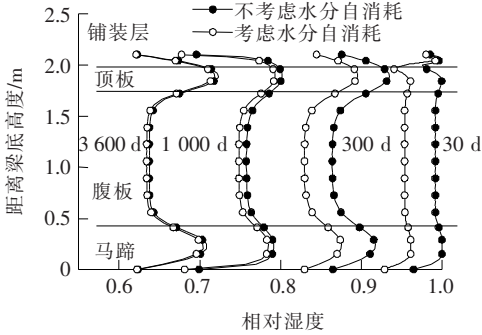 不考虑水分自消耗
考虑水分自消耗
2.5
铺装层
2.0
顶板
1.5
3 600 d 1 000 d 300 d 30 d
1.0
腹板
0.5
马蹄
0
0.6 0.7 0.8 0.9 1.0
相对湿度
距离梁底高度/m